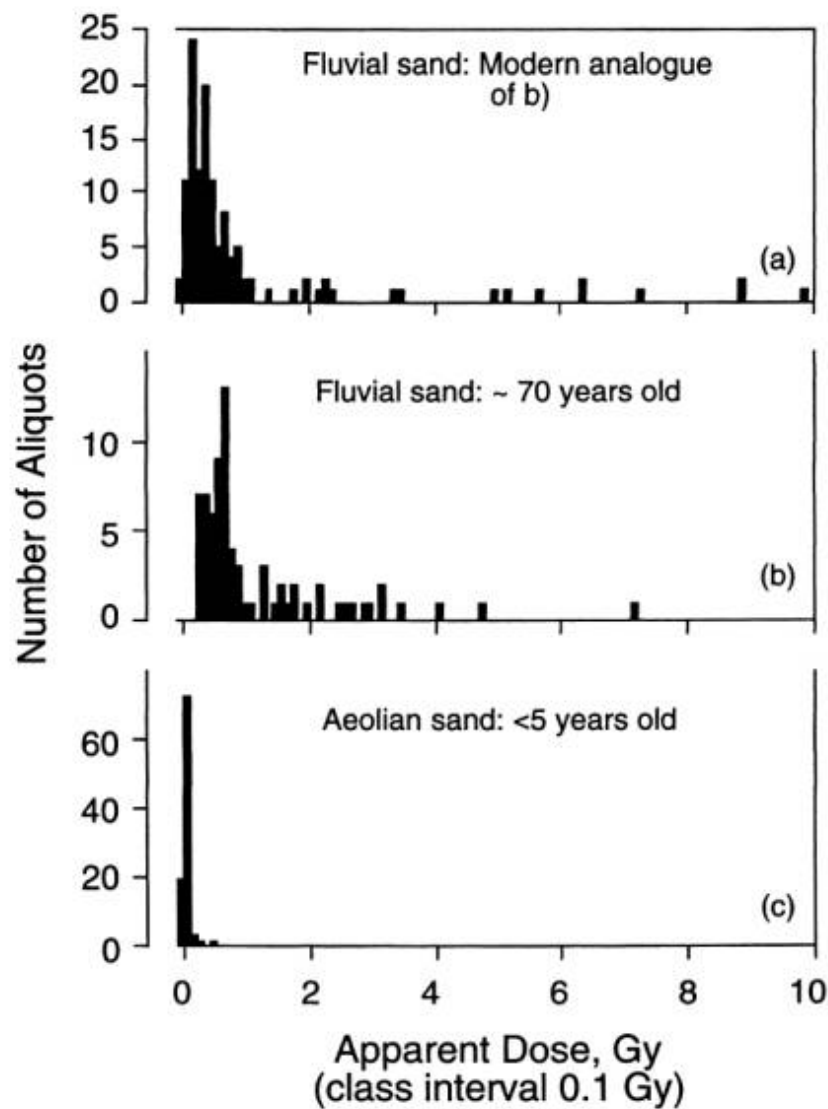 25
Fluvial sand: Modern analogue
of b)
20
15
10
5
(a)
0
Number of Aliquots
Fluvial sand: ~ 70 years old
10
5
(b)
0
Aeolian sand: <5 years old
60
40
20
(c)
0
0 2 4 6 8 10
Apparent Dose, Gy
(class interval 0.1 Gy)